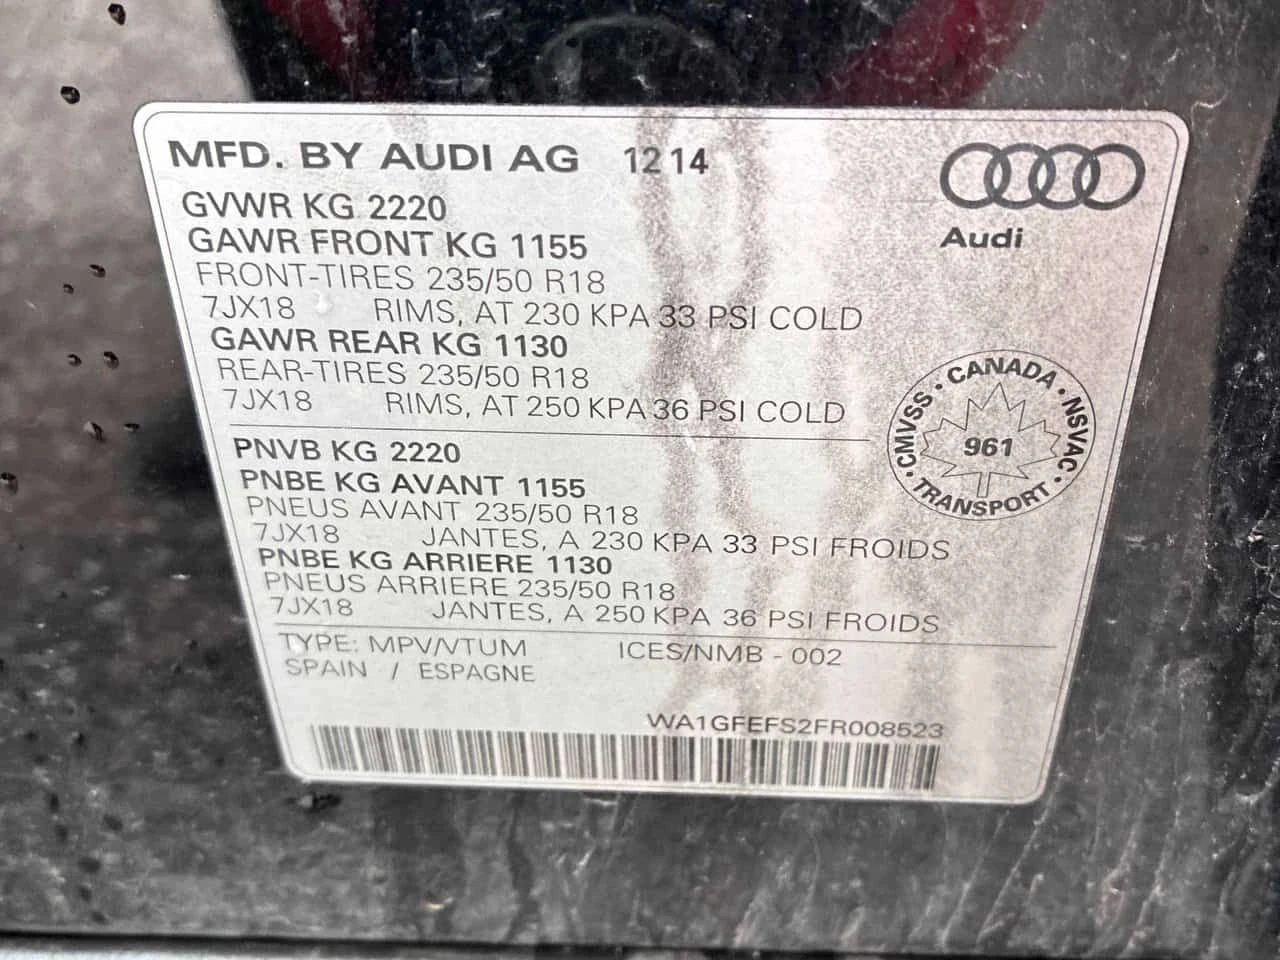 MFD. BY AUDI AG 12 14
Audi
GVWR KG 2220
GAWR FRONT KG 1155
FRONT-TIRES 235/50 R18
7JX18 RIMS, AT 230 KPA 33 PSI COLD
GAWR REAR KG 1130
REAR-TIRES 235/50 R18
7JX18 RIMS, AT 250 KPA 36 PSI COLD
CANADA · NSVAC · TRANSPORT · CMVSS ·
961
PNVB KG 2220
PNBE KG AVANT 1155
PNEUS AVANT 235/50 R18
7JX18 JANTES, A 230 KPA 33 PSI FROIDS
PNBE KG ARRIERE 1130
PNEUS ARRIERE 235/50 R18
7JX18 JANTES, A 250 KPA 36 PSI FROIDS
TYPE: MPV/VTUM ICES/NMB - 002
SPAIN / ESPAGNE
WA1GFEFS2FR008523